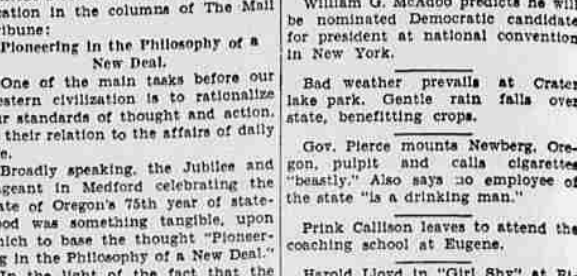 ation in the columns of The Mail
ribune:
Pioneering in the Philosophy of a
New Deal.
One of the main tasks before our
estern civilization is to rationalize
ur standards of thought and action,
their relation to the affairs of daily
e.
Broadly speaking, the Jubilee and
ageant in Medford celebrating the
ate of Oregon's 75th year of state-
ood was something tangible, upon
hich to base the thought "Pioneer-
g in the Philosophy of a New Deal."
In the light of the fact that the
William G. McAdoo predicts he will
be nominated Democratic candidate
for president at national convention
in New York.
Bad weather prevails at Crater
lake park. Gentle rain falls over
state, benefitting crops.
Gov. Pierce mounts Newberg, Ore-
gon, pulpit and calls cigarettes
"beastly." Also says no employee of
the state "is a drinking man."
Prink Callison leaves to attend the
coaching school at Eugene.
Harold Lloyd in "Girl Shy" at